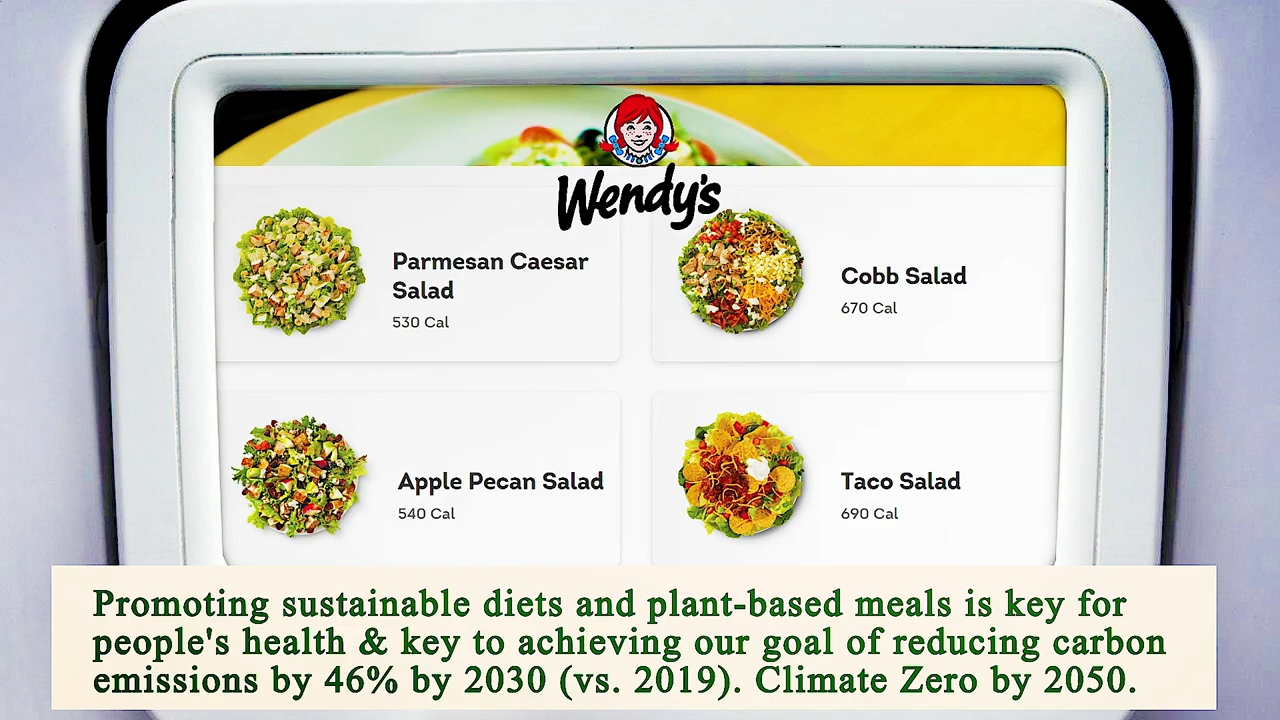 Wendy's
Parmesan Caesar
Salad
530 Cal
Cobb Salad
670 Cal
Apple Pecan Salad
540 Cal
Taco Salad
690 Cal
Promoting sustainable diets and plant-based meals is key for
people's health & key to achieving our goal of reducing carbon
emissions by 46% by 2030 (vs. 2019). Climate Zero by 2050.